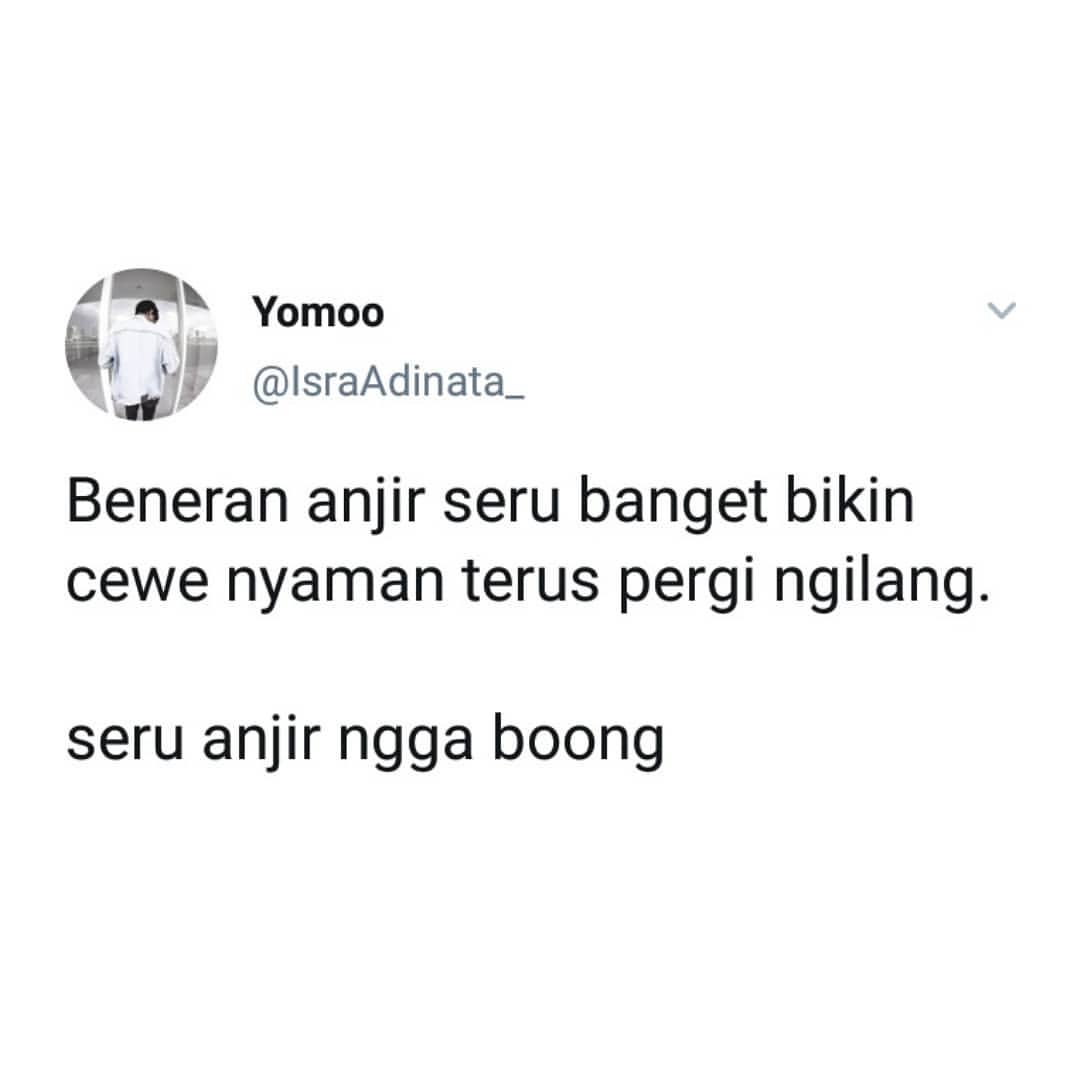 Yomoo
@IsraAdinata_
Beneran anjir seru banget bikin
cewe nyaman terus pergi ngilang.
seru anjir ngga boong